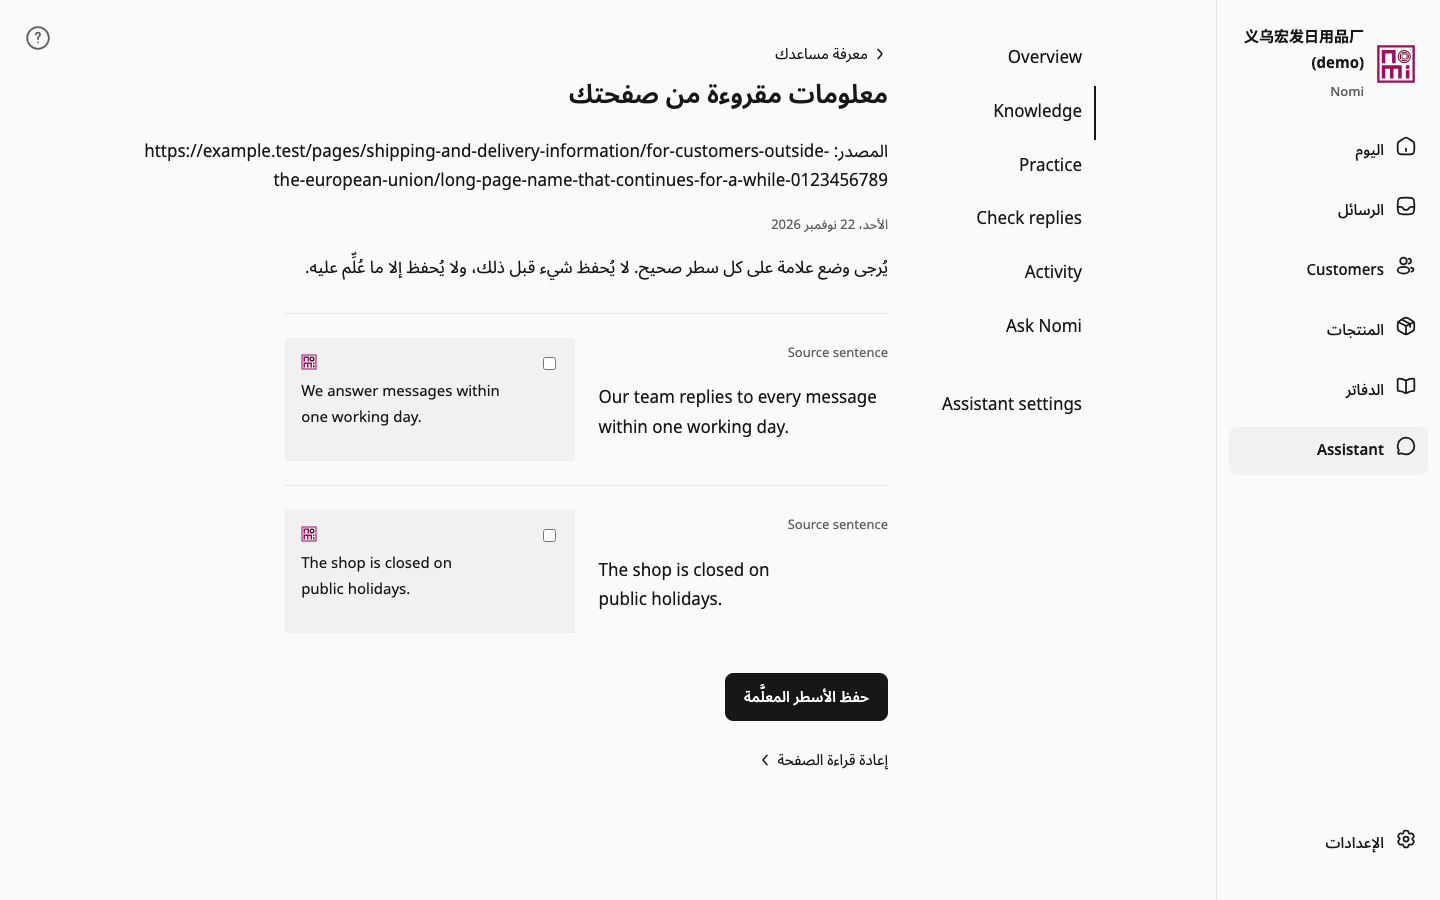 义乌宏发日用品厂
(demo)
Nomi
اليوم
الرسائل
Customers
المنتجات
الدفاتر
Assistant
الإعدادات
Overview
Knowledge
Practice
Check replies
Activity
Ask Nomi
Assistant settings
معرفة مساعدك
معلومات مقروءة من صفحتك
المصدر: https://example.test/pages/shipping-and-delivery-information/for-customers-outside-
the-european-union/long-page-name-that-continues-for-a-while-0123456789
الأحد، 22 نوفمبر 2026
يُرجى وضع علامة على كل سطر صحيح. لا يُحفظ شيء قبل ذلك، ولا يُحفظ إلا ما عُلِّم عليه.
Source sentence
Our team replies to every message
within one working day.
nomi
We answer messages within
one working day.
Source sentence
The shop is closed on
public holidays.
nomi
The shop is closed on
public holidays.
حفظ الأسطر المعلَّمة
إعادة قراءة الصفحة